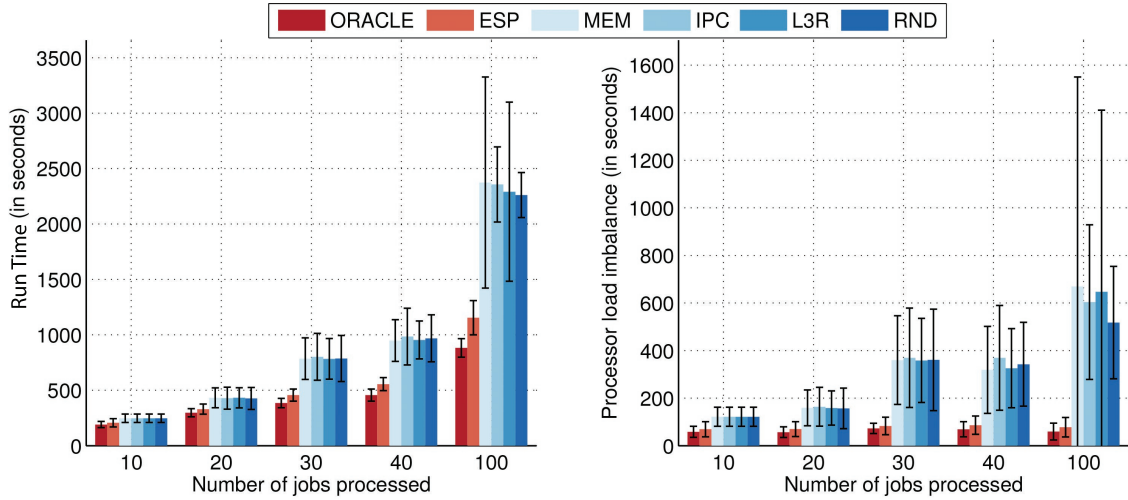 ORACLE ESP MEM IPC L3R RND
Run Time (in seconds)
3500
3000
2500
2000
1500
1000
500
0
10 20 30 40 100
Number of jobs processed
Processor load imbalance (in seconds)
1600
1400
1200
1000
800
600
400
200
0
10 20 30 40 100
Number of jobs processed